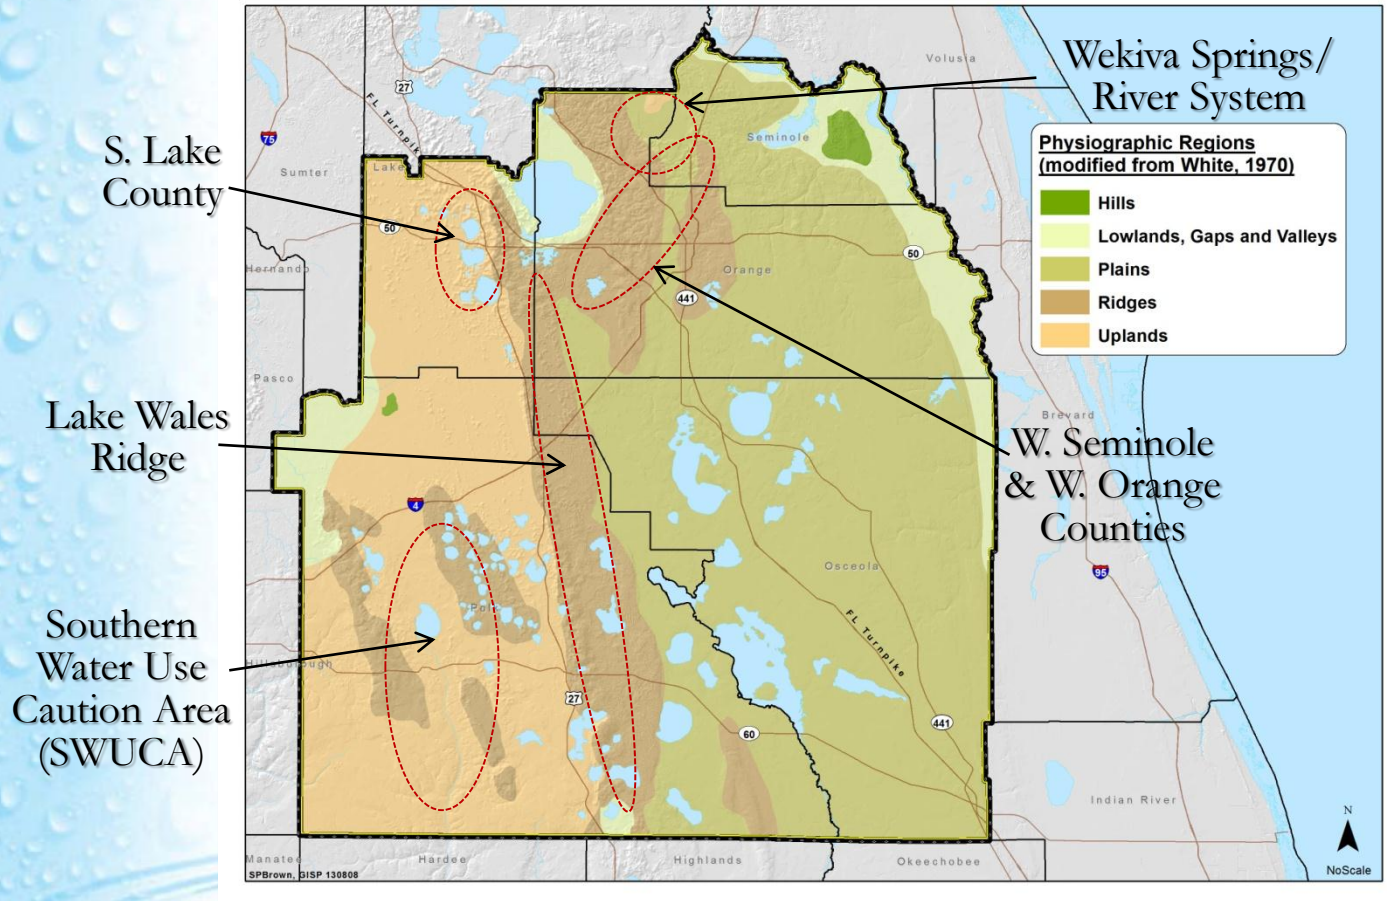 Wekiva Springs/
River System
Physiographic Regions
(modified from White, 1970)
Hills
Lowlands, Gaps and Valleys
Plains
Ridges
Uplands
S. Lake
County
Lake Wales
Ridge
Southern
Water Use
Caution Area
(SWUCA)
W. Seminole
& W. Orange
Counties
Volusia
27
FL Turnpik
75
Sumter
Lake
Seminole
50
50
Hernando
Orange
441
Pasco
Brevard
4
95
Osceola
Polk
FL Turnpike
Hillsborough
27
441
60
Indian River
N
NoScale
Manatee
Hardee
Highlands
Okeechobee
SPBrown, GISP 130808